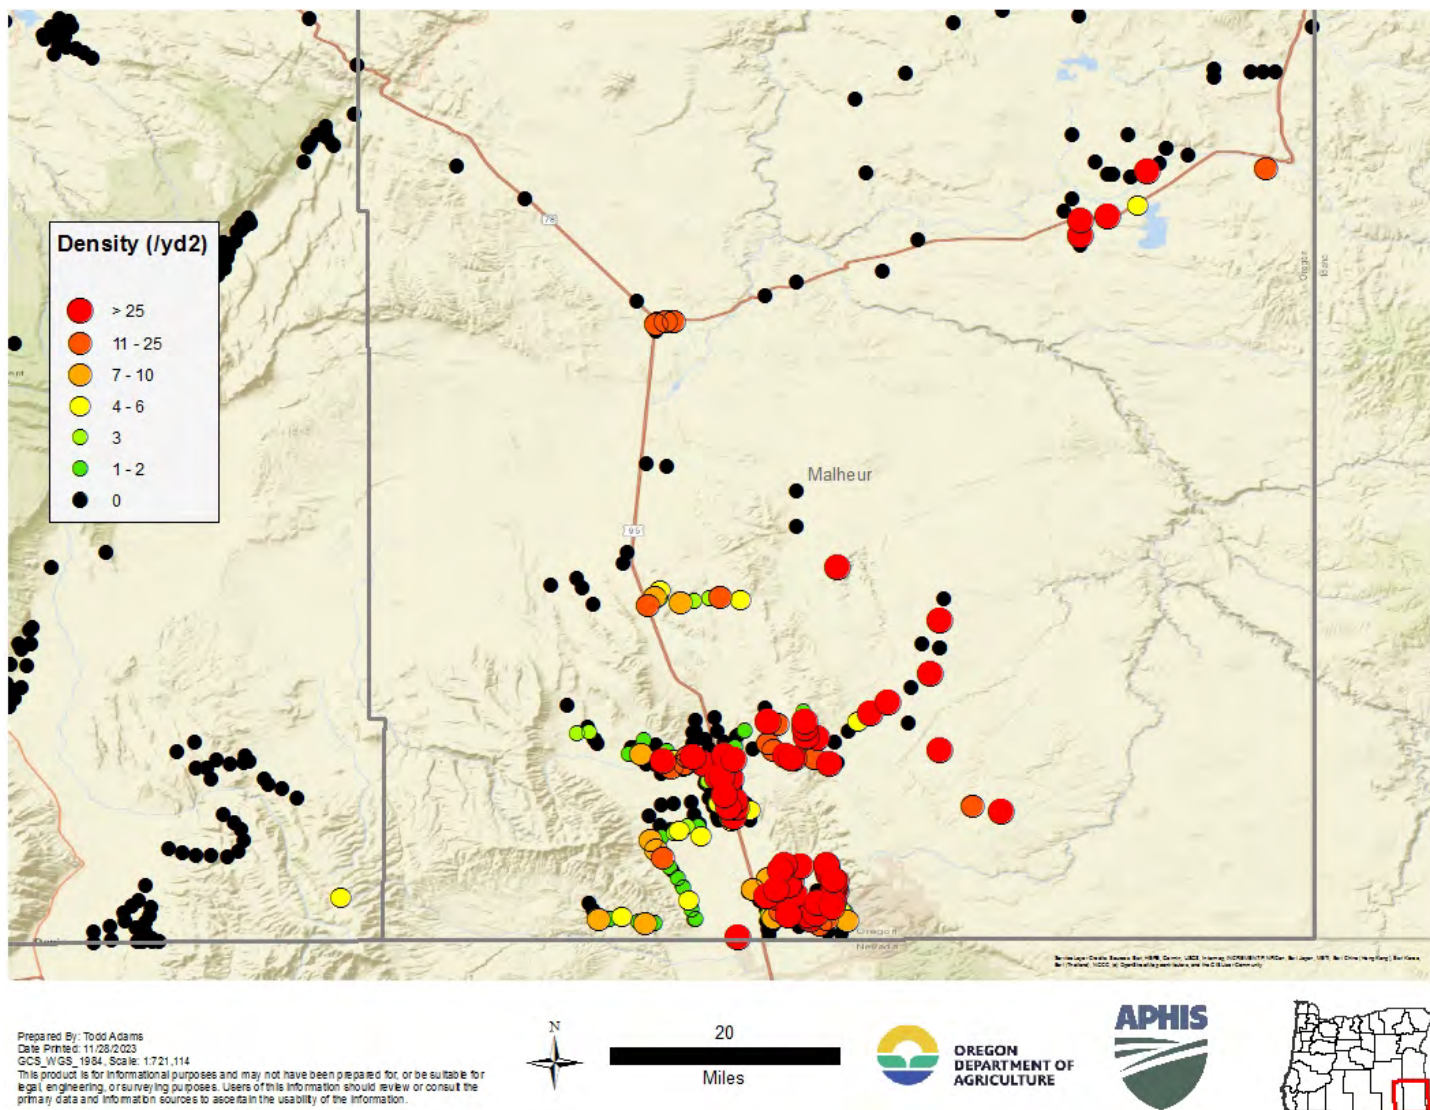 Density (/yd2)
> 25
11 - 25
7 - 10
4 - 6
3
1 - 2
0
78
95
Malheur
Oregon
Idaho
Oregon
Nevada
Prepared By: Todd Adams
Date Printed: 11/28/2023
GCS_WGS_1984, Scale: 1:721,114
This product is for informational purposes and may not have been prepared for, or be suitable for
legal, engineering, or surveying purposes. Users of this information should review or consult the
primary data and information sources to ascertain the usability of the information.
N
20
Miles
OREGON
DEPARTMENT OF
AGRICULTURE
APHIS